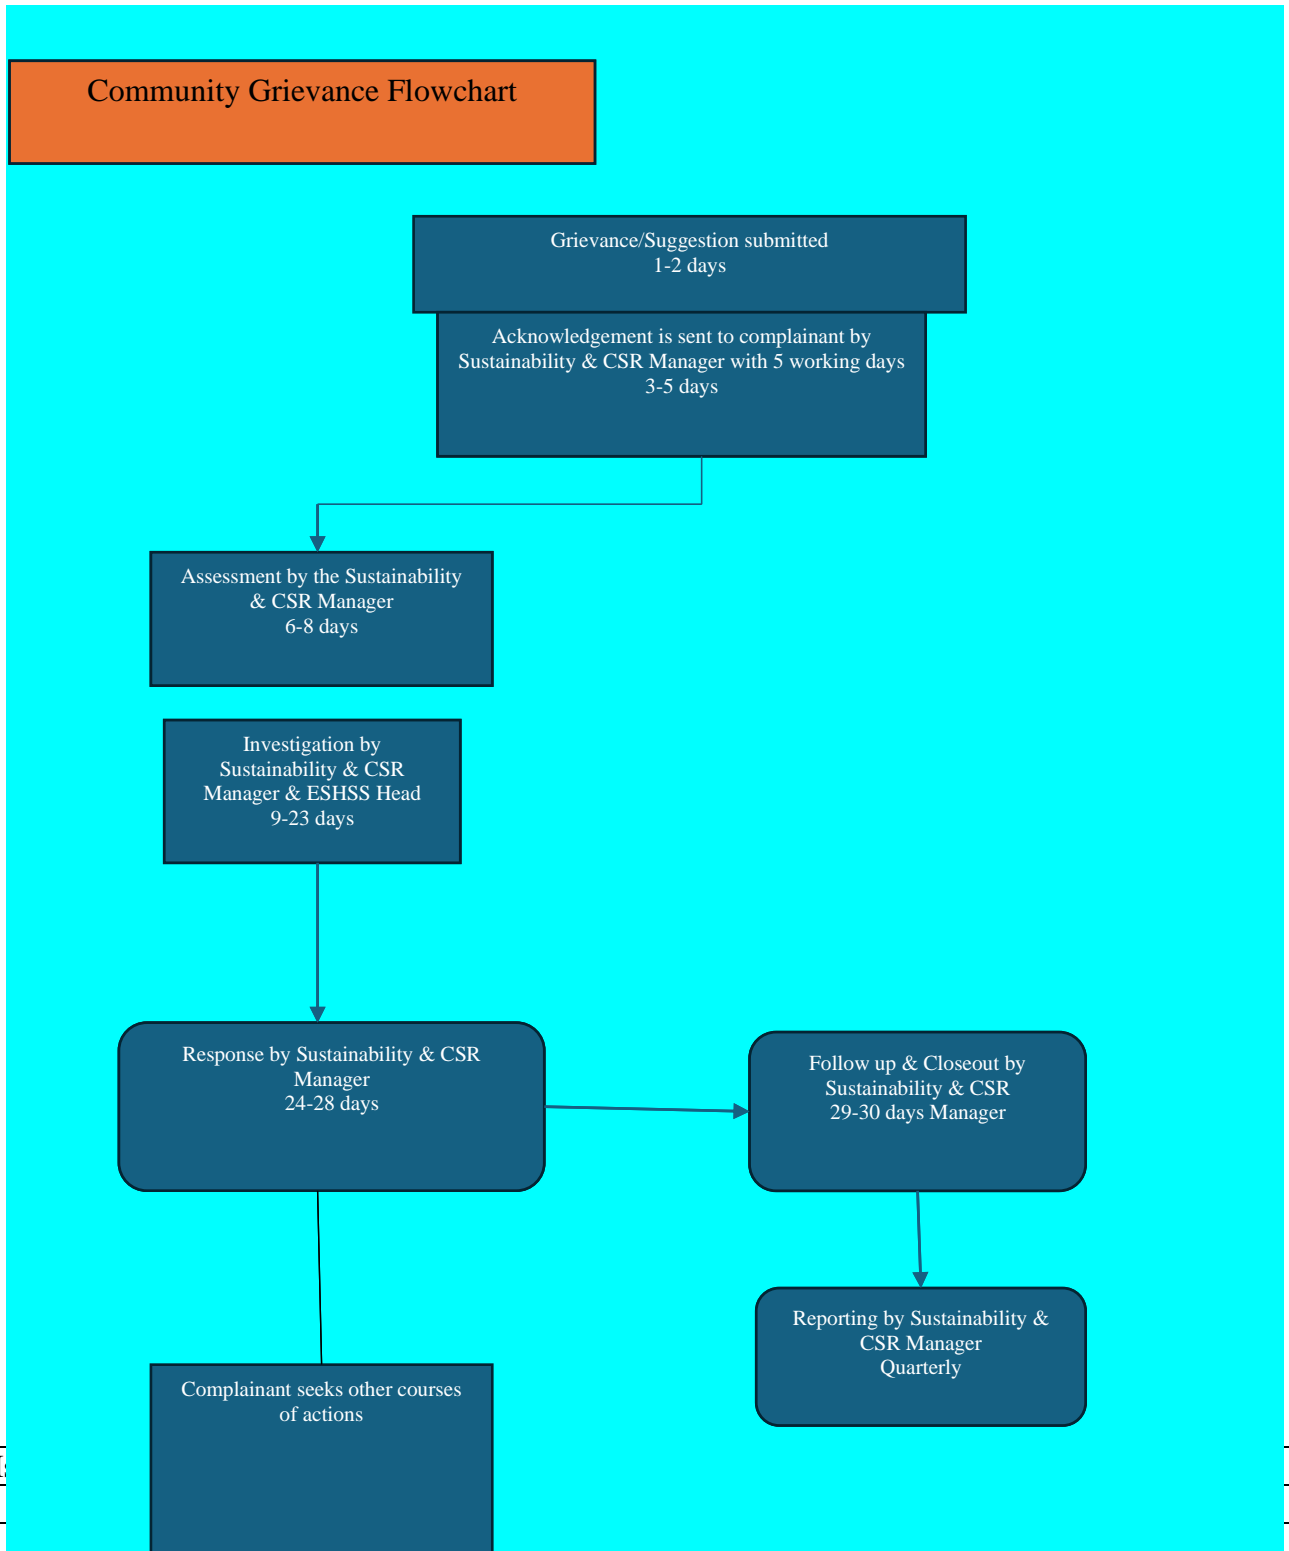 Community Grievance Flowchart
Grievance/Suggestion submitted
1-2 days
Acknowledgement is sent to complainant by
Sustainability & CSR Manager with 5 working days
3-5 days
Assessment by the Sustainability
& CSR Manager
6-8 days
Investigation by
Sustainability & CSR
Manager & ESHSS Head
9-23 days
Response by Sustainability & CSR
Manager
24-28 days
Follow up & Closeout by
Sustainability & CSR
29-30 days Manager
Reporting by Sustainability &
CSR Manager
Quarterly
Complainant seeks other courses
of actions